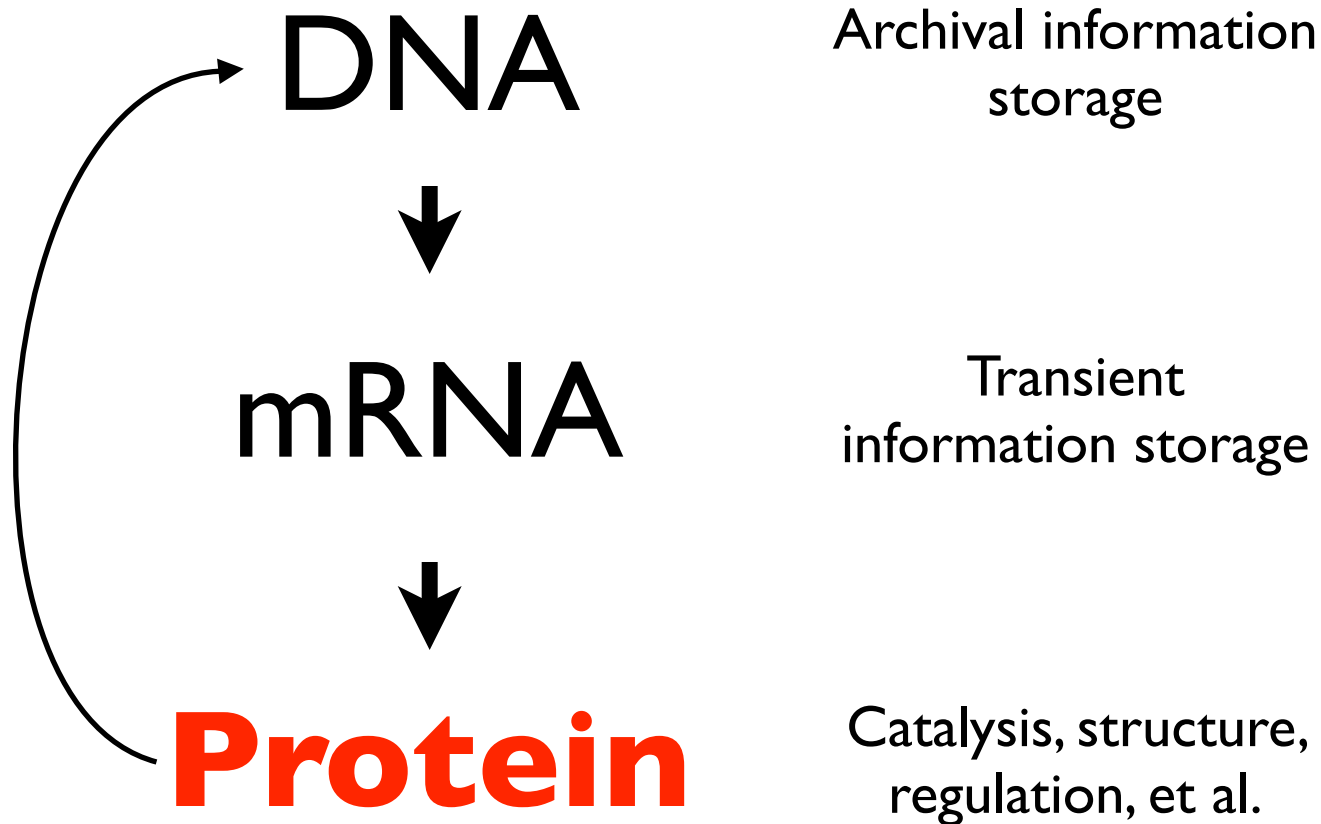 DNA
Archival information
storage
mRNA
Transient
information storage
Protein
Catalysis, structure,
regulation, et al.